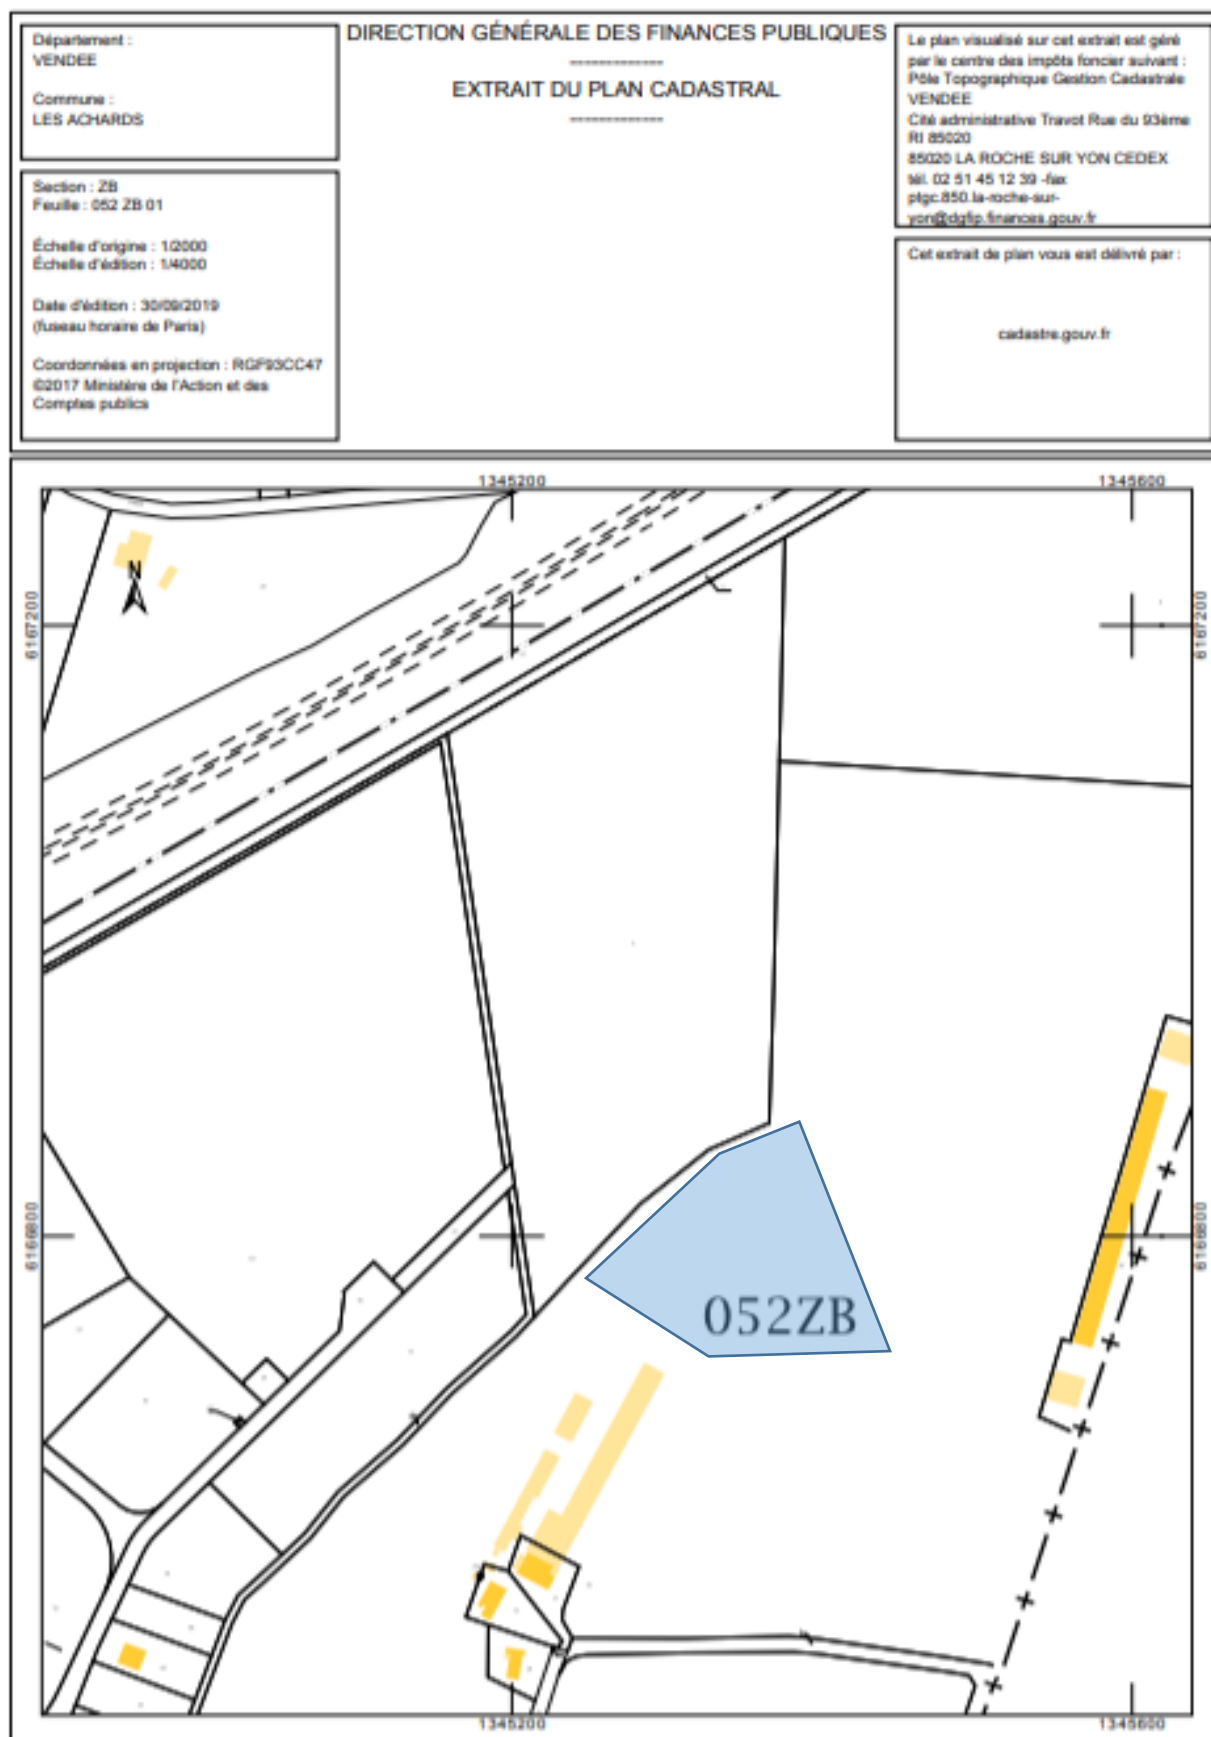 Département :
VENDEE
Commune :
LES ACHARDS
Section : ZB
Feuille : 052 ZB 01
Échelle d'origine : 1/2000
Échelle d'édition : 1/4000
Date d'édition : 30/09/2019
(fuseau horaire de Paris)
Coordonnées en projection : RGF93CC47
©2017 Ministère de l'Action et des
Comptes publics
DIRECTION GÉNÉRALE DES FINANCES PUBLIQUES
-------------
EXTRAIT DU PLAN CADASTRAL
-------------
Le plan visualisé sur cet extrait est géré
par le centre des impôts foncier suivant :
Pôle Topographique Gestion Cadastrale
VENDEE
Cité administrative Travot Rue du 93ème
RI 85020
85020 LA ROCHE SUR YON CEDEX
tél. 02 51 45 12 39 -fax
ptgc.850.la-roche-sur-
yon@dgfip.finances.gouv.fr
Cet extrait de plan vous est délivré par :
cadastre.gouv.fr
1345200
1345600
N
6167200
6167200
6166800
6166800
052ZB
1345200
1345600